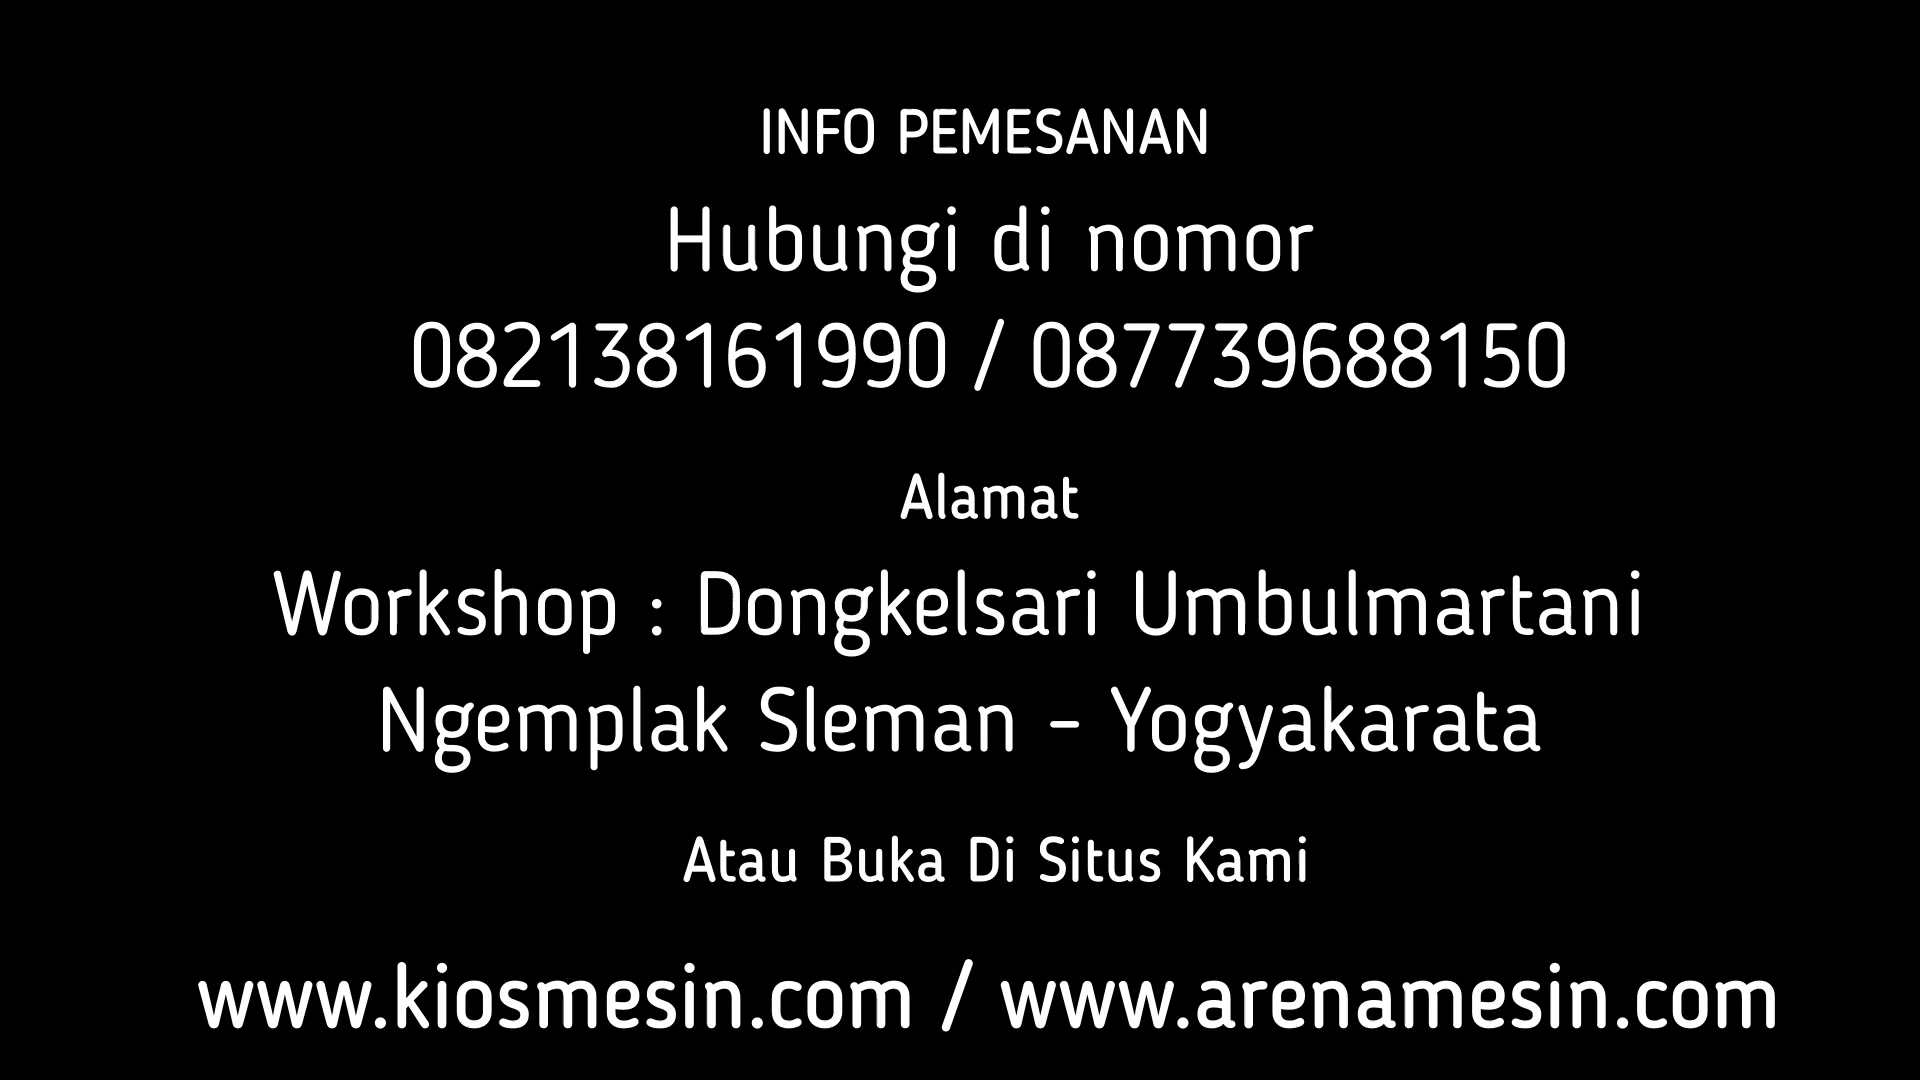 INFO PEMESANAN
Hubungi di nomor
082138161990 / 087739688150
Alamat
Workshop : Dongkelsari Umbulmartani
Ngemplak Sleman - Yogyakarata
Atau Buka Di Situs Kami
www.kiosmesin.com / www.arenamesin.com